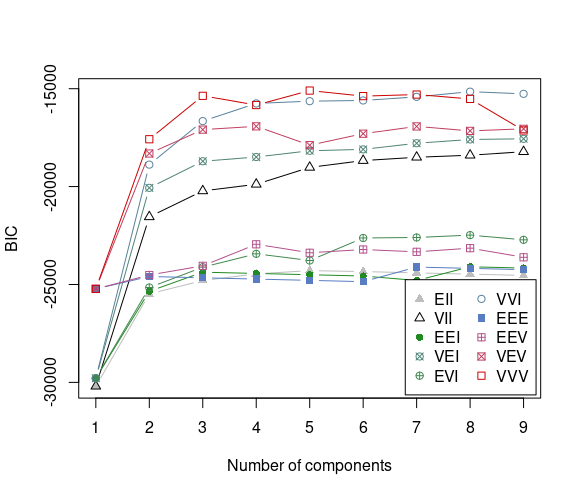 -15000
-20000
-25000
-30000
BIC
1 2 3 4 5 6 7 8 9
Number of components
EII VVI
VII EEE
EEI EEV
VEI VEV
EVI VVV